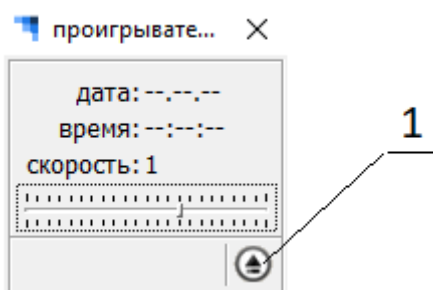 проигрывате...
дата: --.--.--
время: --:--:--
скорость: 1
1